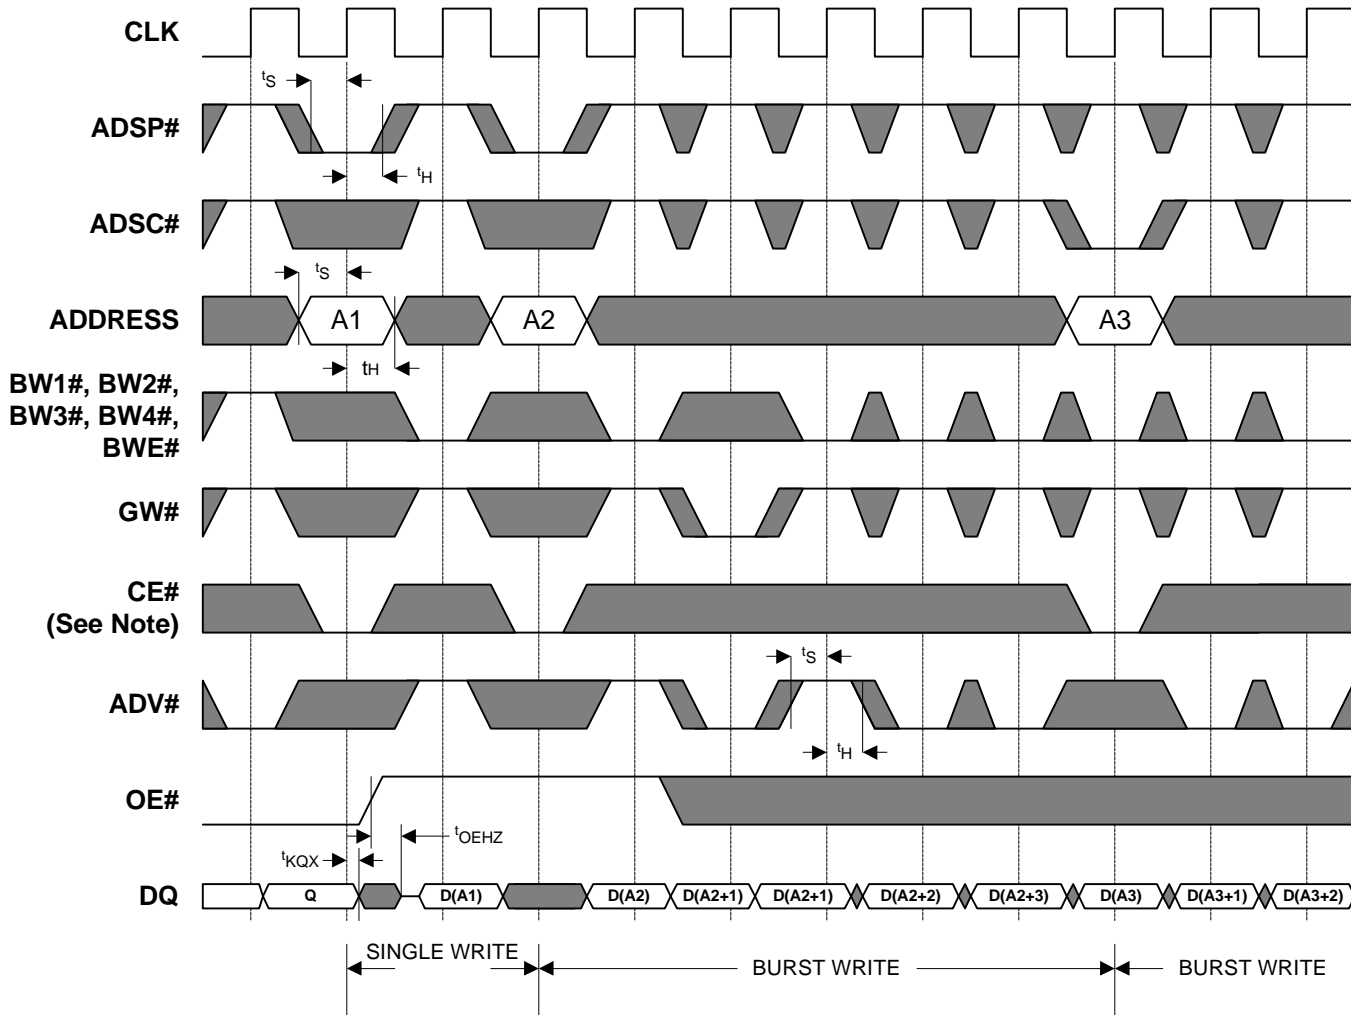 CLK
tS
ADSP#
tH
ADSC#
tS
ADDRESS
A1
A2
A3
tH
BW1#, BW2#,
BW3#, BW4#,
BWE#
GW#
CE#
(See Note)
tS
ADV#
tH
OE#
tOEHZ
tKQX
DQ
Q
D(A1)
D(A2)
D(A2+1)
D(A2+1)
D(A2+2)
D(A2+3)
D(A3)
D(A3+1)
D(A3+2)
SINGLE WRITE
BURST WRITE
BURST WRITE